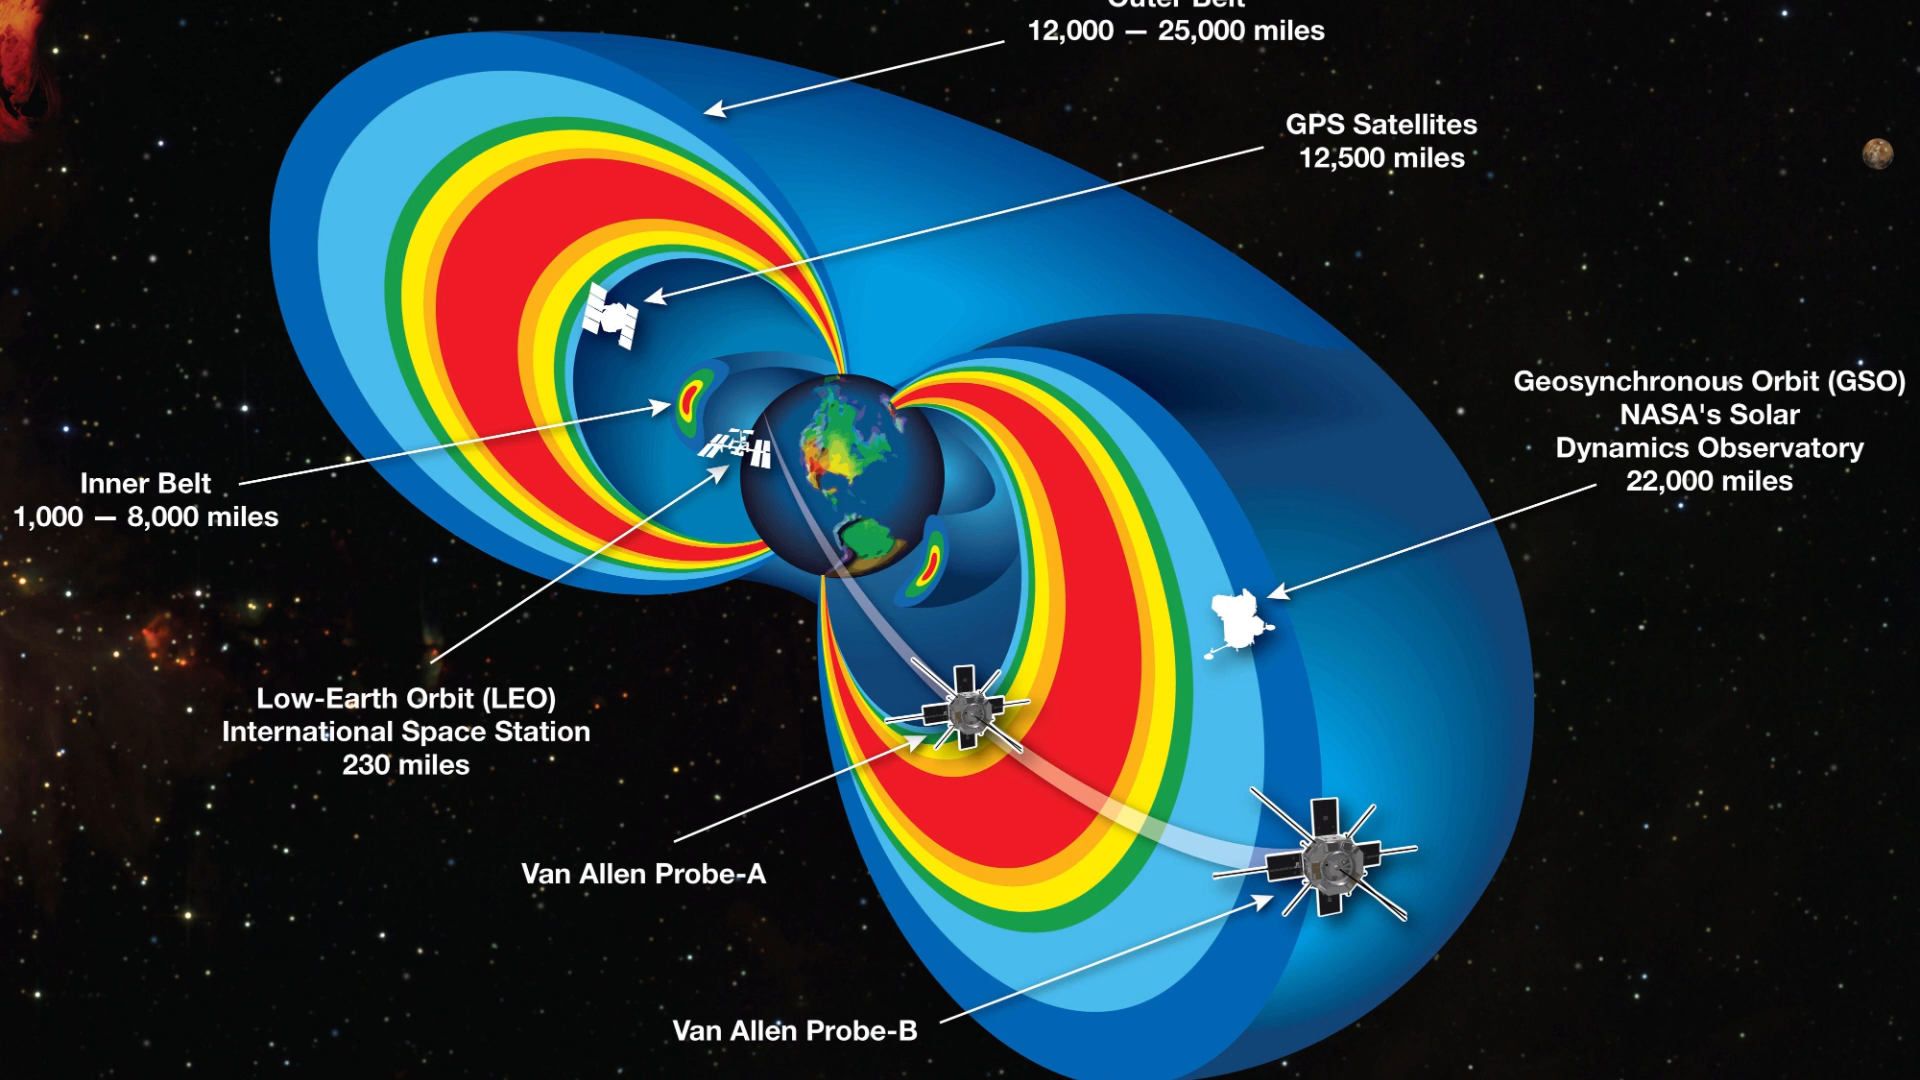 Outer Belt
12,000 — 25,000 miles
GPS Satellites
12,500 miles
Geosynchronous Orbit (GSO)
NASA's Solar
Dynamics Observatory
22,000 miles
Inner Belt
1,000 — 8,000 miles
Low-Earth Orbit (LEO)
International Space Station
230 miles
Van Allen Probe-A
Van Allen Probe-B